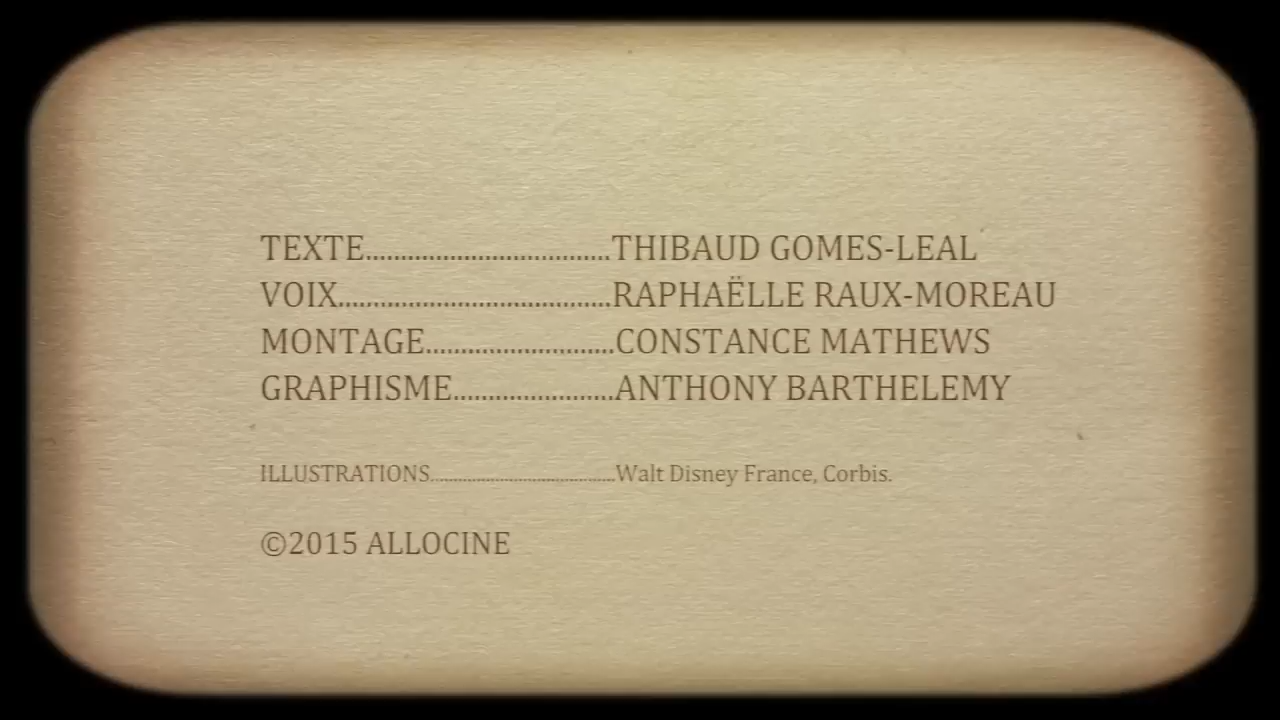 TEXTE...................................THIBAUD GOMES-LEAL
VOIX.......................................RAPHAËLLE RAUX-MOREAU
MONTAGE...........................CONSTANCE MATHEWS
GRAPHISME.......................ANTHONY BARTHELEMY
ILLUSTRATIONS.......................................Walt Disney France, Corbis.
©2015 ALLOCINE